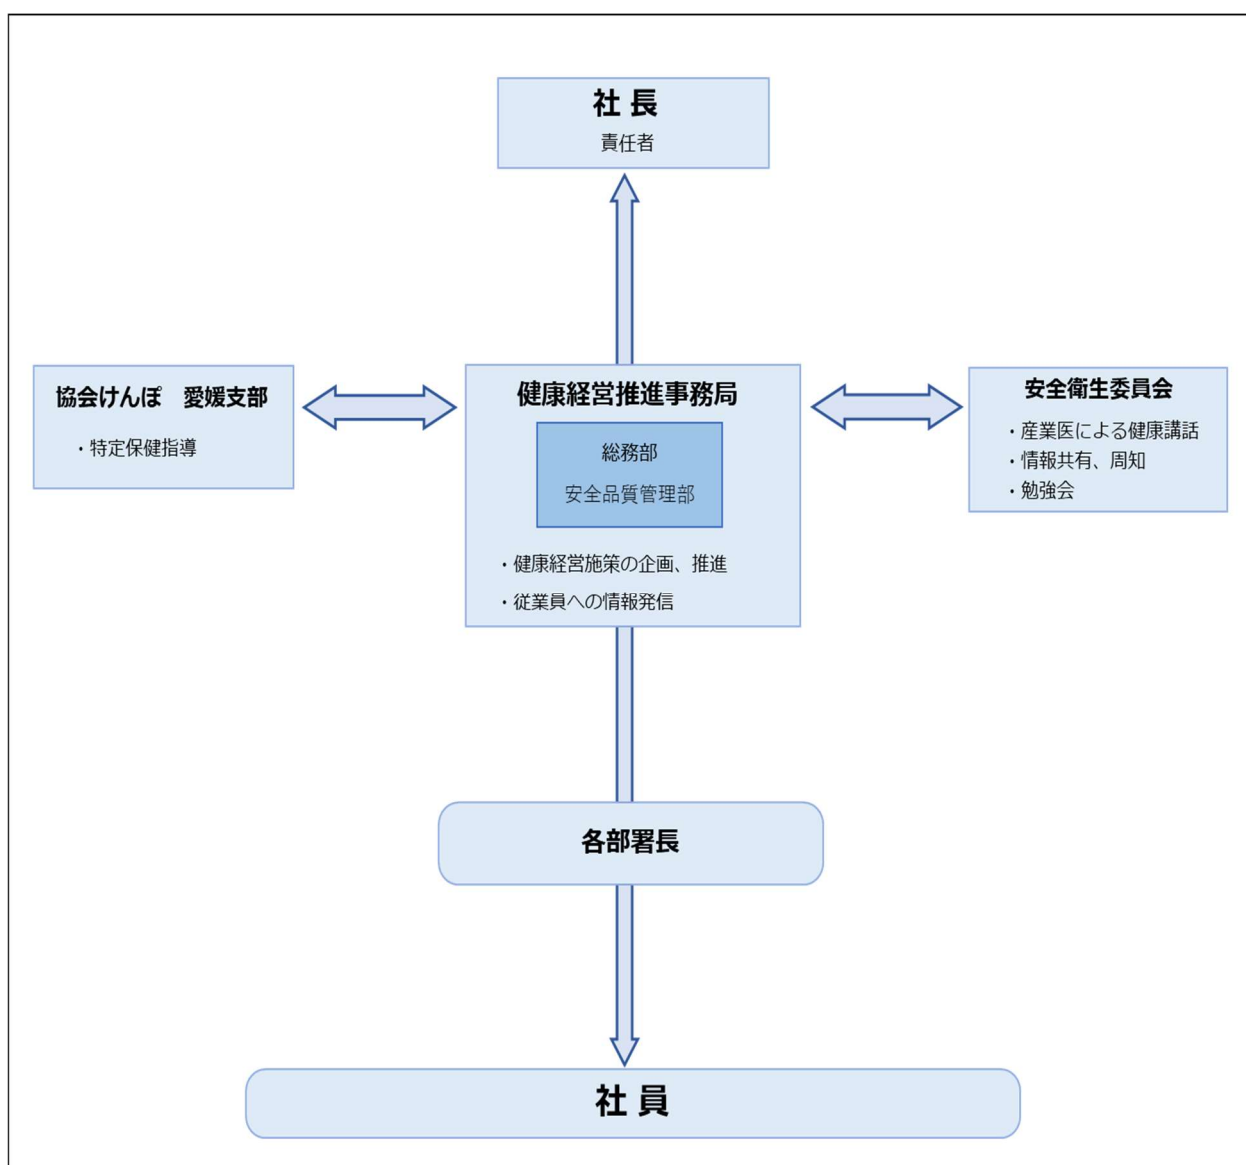 社 長
責任者
協会けんぽ　愛媛支部
・特定保健指導
健康経営推進事務局
総務部
安全品質管理部
・健康経営施策の企画、推進
・従業員への情報発信
安全衛生委員会
・産業医による健康講話
・情報共有、周知
・勉強会
各部署長
社 員